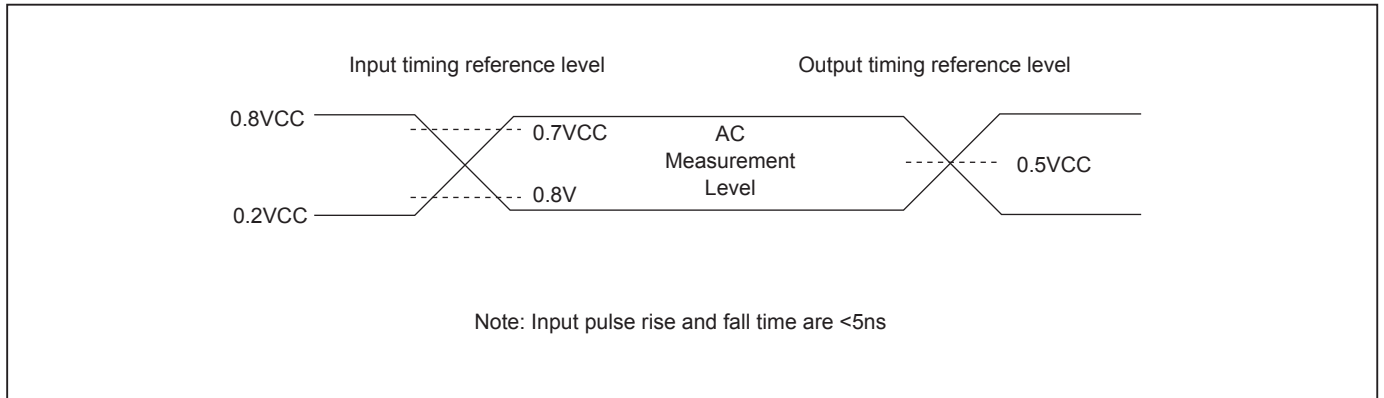 Input timing reference level
Output timing reference level
0.8VCC
0.7VCC
AC
Measurement
Level
0.5VCC
0.8V
0.2VCC
Note: Input pulse rise and fall time are <5ns